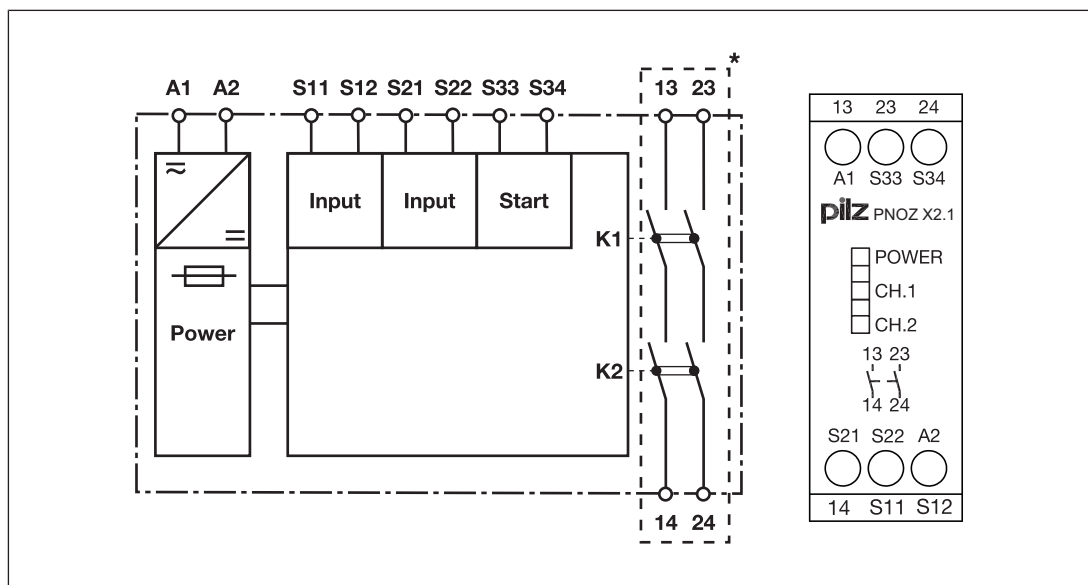 *
A1 A2 S11 S12 S21 S22 S33 S34 13 23
Input Input Start
K1
Power
K2
14 24
13 23 24
A1 S33 S34
pilz PNOZ X2.1
POWER
CH.1
CH.2
13 23
14 24
S21 S22 A2
14 S11 S12